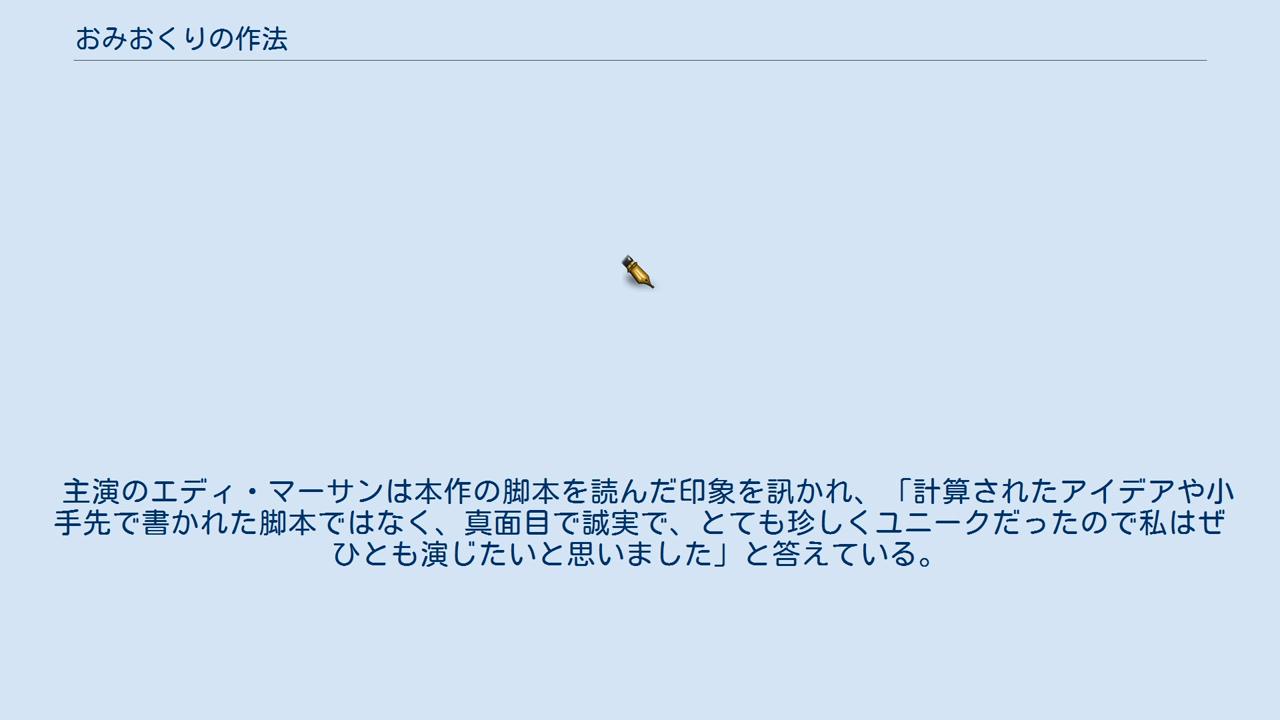 おみおくりの作法
主演のエディ・マーサンは本作の脚本を読んだ印象を訊かれ、「計算されたアイデアや小
手先で書かれた脚本ではなく、真面目で誠実で、とても珍しくユニークだったので私はぜ
ひとも演じたいと思いました」と答えている。